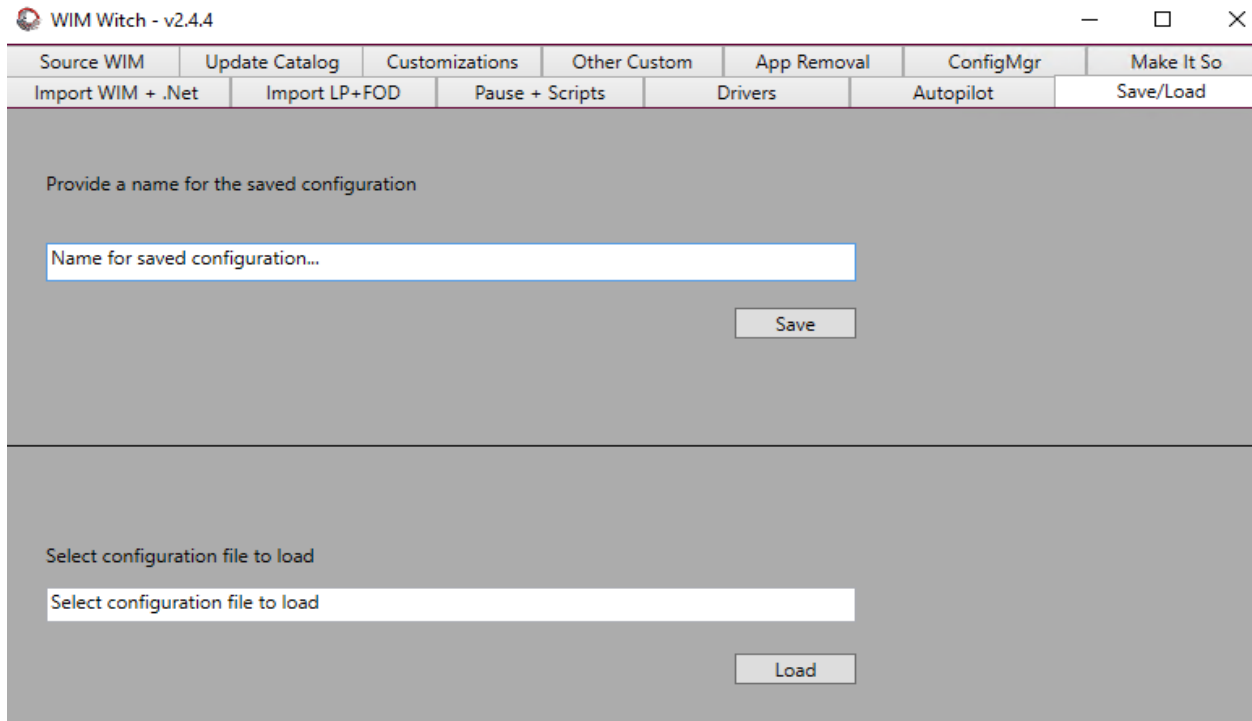 WIM Witch - v2.4.4
Source WIM Update Catalog Customizations Other Custom App Removal ConfigMgr Make It So
Import WIM + .Net Import LP+FOD Pause + Scripts Drivers Autopilot Save/Load
Provide a name for the saved configuration
Name for saved configuration...
Save
Select configuration file to load
Select configuration file to load
Load